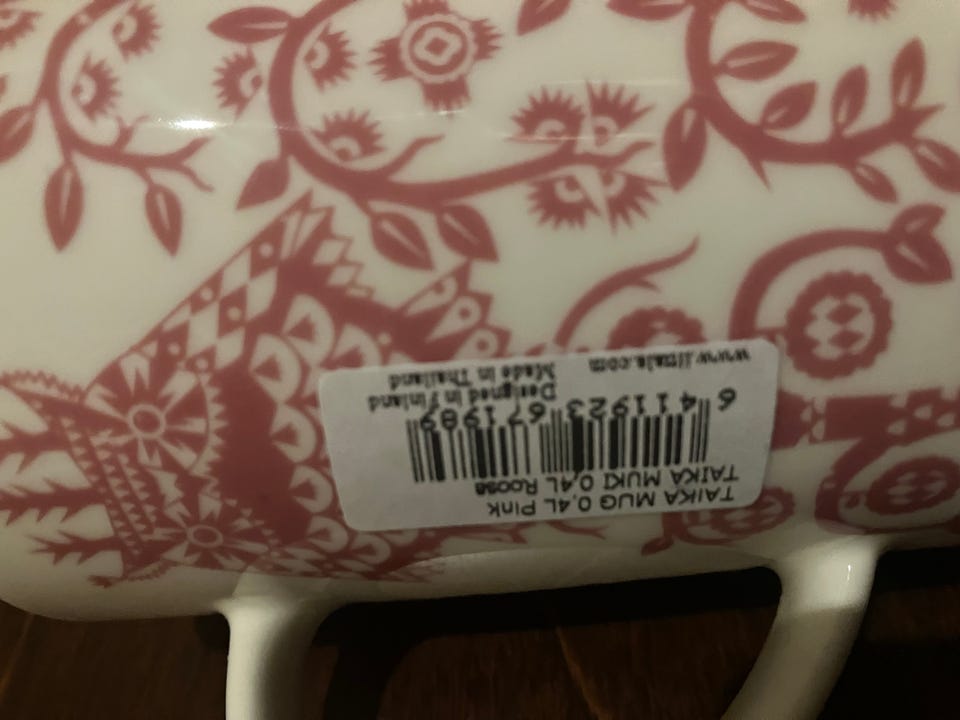 TAIKA MUG 0,4L Pink
TAIKA MUKI 0,4L Roosa
6 411923 671989
Designed in Finland
Made in Thailand
www.iittala.com